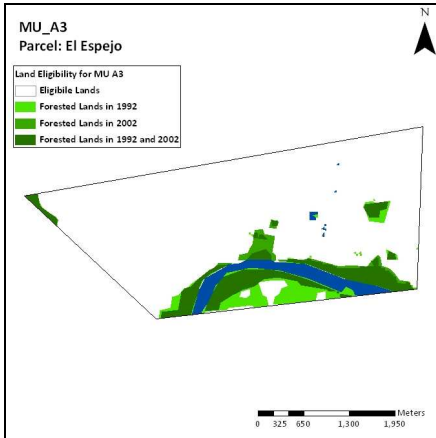 MU_A3
Parcel: El Espejo
N
Land Eligibility for MU A3
Eligibile Lands
Forested Lands in 1992
Forested Lands in 2002
Forested Lands in 1992 and 2002
Meters
0 325 650 1,300 1,950